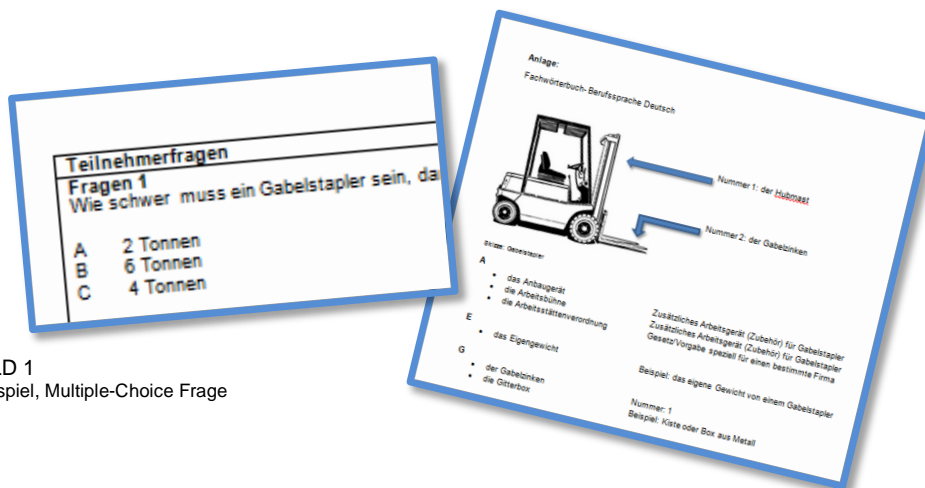 Teilnehmerfragen
Fragen 1
Wie schwer muss ein Gabelstapler sein,
A 2 Tonnen
B 6 Tonnen
C 4 Tonnen
LD 1
spiel, Multiple-Choice Frage
Anlage:
Fachwörterbuch- Berufssprache Deutsch
Nummer 1: der Hubmast
Nummer 2: der Gabelzinken
Skizze: Gabelstapler
A
• das Anbaugerät
• die Arbeitsbühne
• die Arbeitsstättenverordnung
E
• das Eigengewicht
G
• der Gabelzinken
• die Gitterbox
Zusätzliches Arbeitsgerät (Zubehör) für Gabelstapler
Zusätzliches Arbeitsgerät (Zubehör) für Gabelstapler
Gesetz/Vorgabe speziell für einen bestimmte Firma
Beispiel: das eigene Gewicht von einem Gabelstapler
Nummer: 1
Beispiel: Kiste oder Box aus Metall